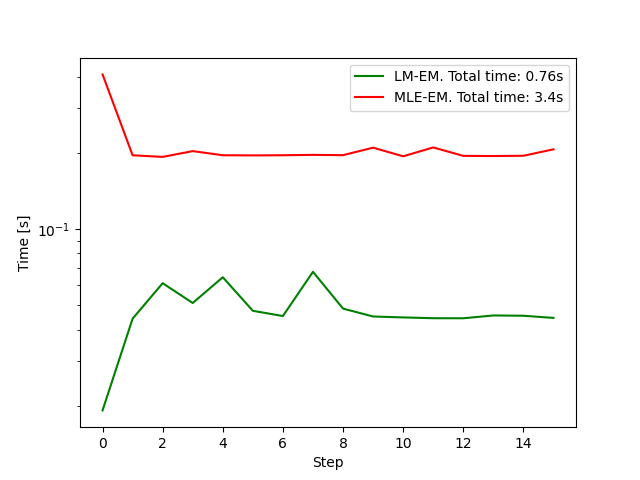 LM-EM. Total time: 0.76s
MLE-EM. Total time: 3.4s
Time [s]
10⁻¹
0 2 4 6 8 10 12 14
Step